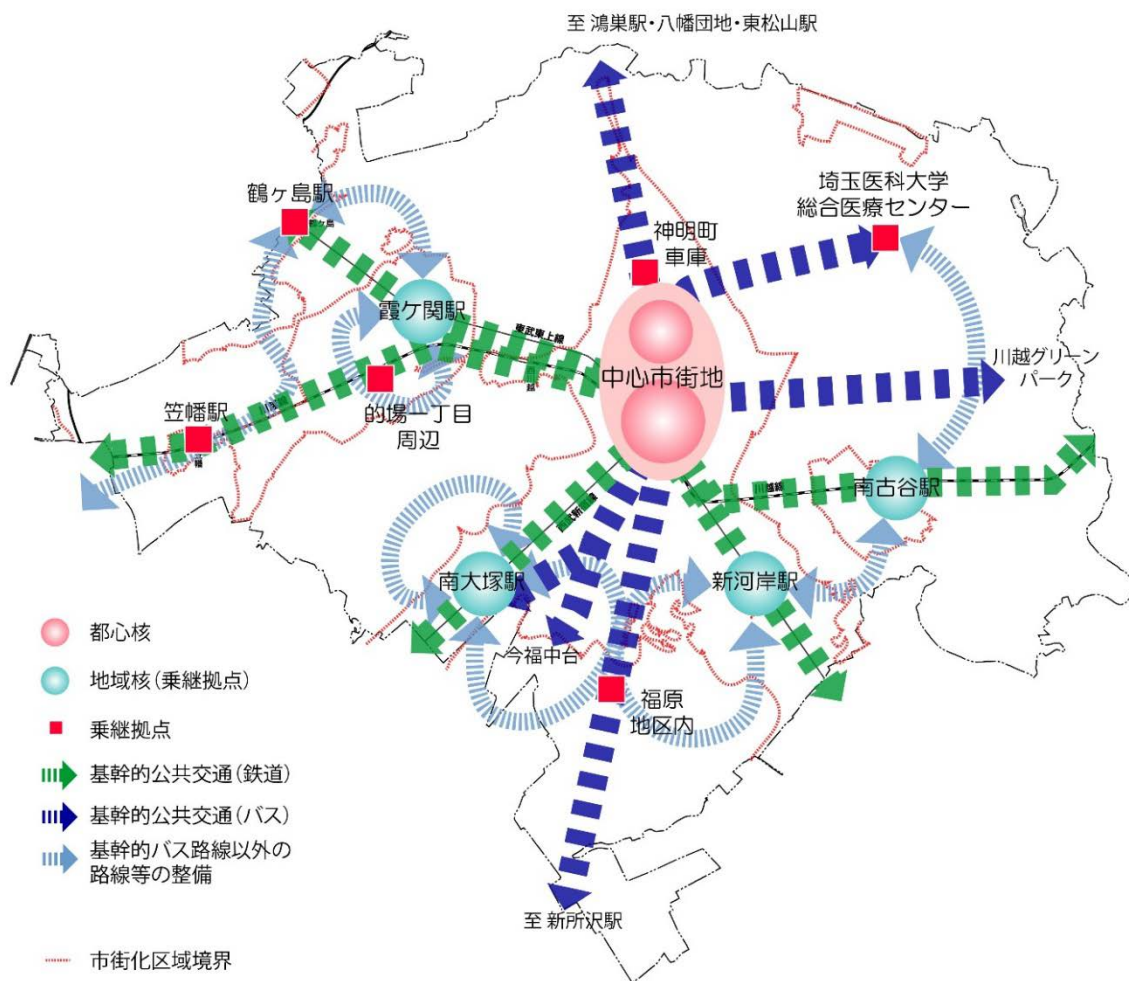 至 鴻巣駅・八幡団地・東松山駅
鶴ヶ島駅
鶴ヶ島
埼玉医科大学
総合医療センター
神明町
車庫
霞ケ関駅
東武東上線
中心市街地
川越グリーン
パーク
笠幡駅
的場一丁目
周辺
川越線
南古谷駅
南大塚駅
新河岸駅
今福中台
福原
地区内
至 新所沢駅
都心核
地域核(乗継拠点)
乗継拠点
基幹的公共交通(鉄道)
基幹的公共交通(バス)
基幹的バス路線以外の
路線等の整備
市街化区域境界